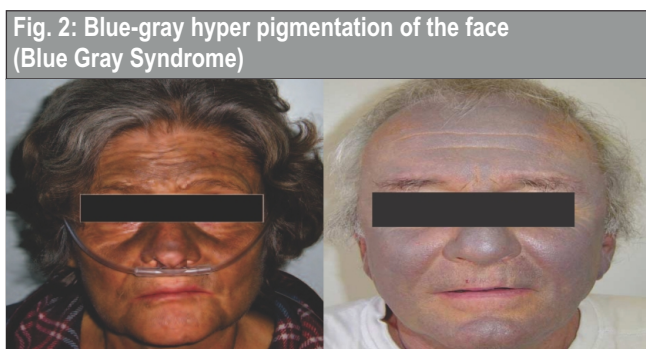 Fig. 2: Blue-gray hyper pigmentation of the face
(Blue Gray Syndrome)